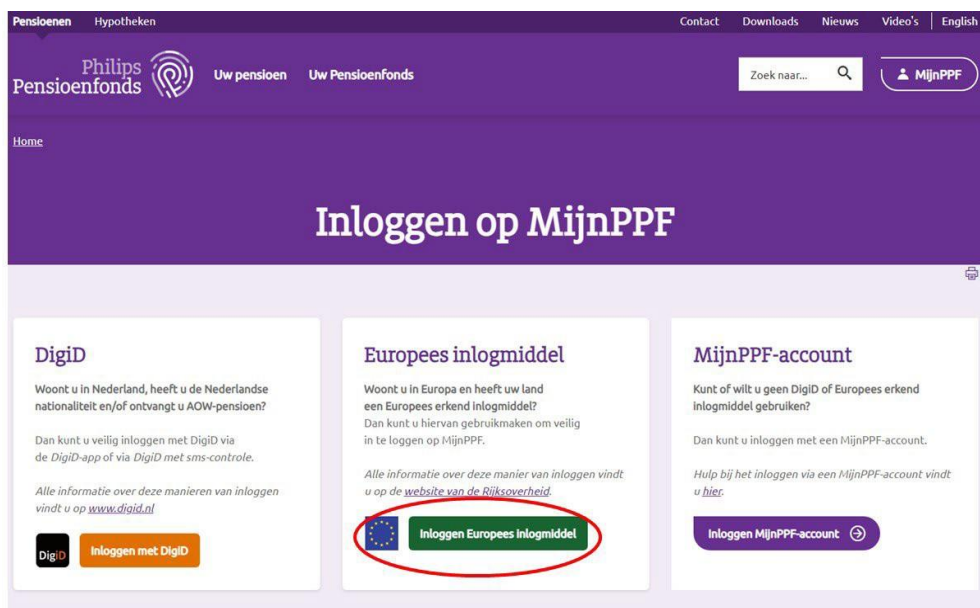 Pensioenen Hypotheken Contact Downloads Nieuws Video's English
Philips
Pensioenfonds
Uw pensioen Uw Pensioenfonds
Zoek naar...
MijnPPF
Home
Inloggen op MijnPPF
DigiD
Woont u in Nederland, heeft u de Nederlandse
nationaliteit en/of ontvangt u AOW-pensioen?
Dan kunt u veilig inloggen met DigiD via
de DigiD-app of via DigiD met sms-controle.
Alle informatie over deze manieren van inloggen
vindt u op www.digid.nl
DigiD
Inloggen met DigiD
Europees inlogmiddel
Woont u in Europa en heeft uw land
een Europees erkend inlogmiddel?
Dan kunt u hiervan gebruikmaken om veilig
in te loggen op MijnPPF.
Alle informatie over deze manier van inloggen vindt
u op de website van de Rijksoverheid.
Inloggen Europees Inlogmiddel
MijnPPF-account
Kunt of wilt u geen DigiD of Europees erkend
inlogmiddel gebruiken?
Dan kunt u inloggen met een MijnPPF-account.
Hulp bij het inloggen via een MijnPPF-account vindt
u hier.
Inloggen MijnPPF-account